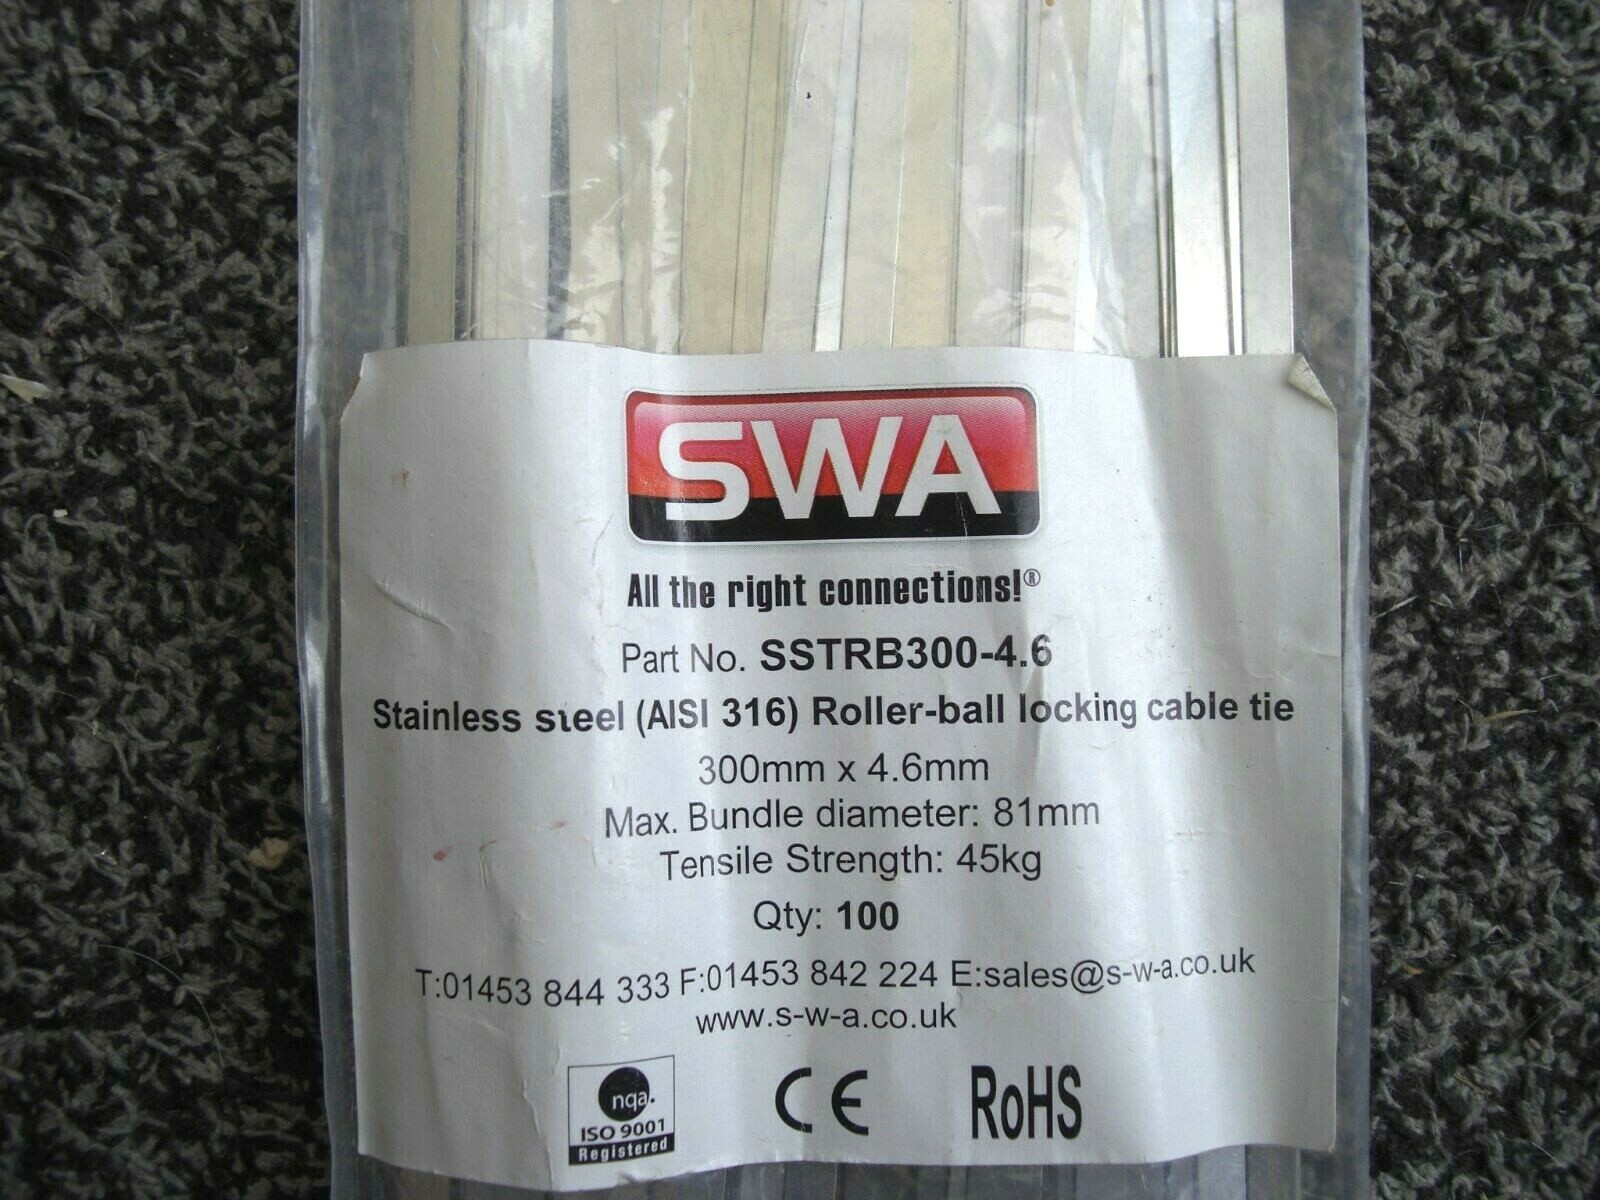 SWA
All the right connections!®
Part No. SSTRB300-4.6
Stainless steel (AISI 316) Roller-ball locking cable tie
300mm x 4.6mm
Max. Bundle diameter: 81mm
Tensile Strength: 45kg
Qty: 100
T:01453 844 333 F:01453 842 224 E:sales@s-w-a.co.uk
www.s-w-a.co.uk
nqa.
ISO 9001
Registered
CE
RoHS